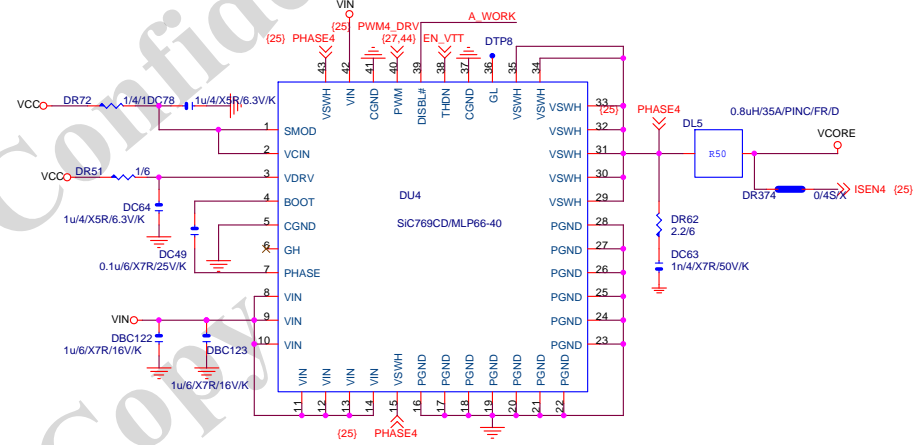 VIN
{25} PHASE4
{25} PWM4_DRV
{27,44} EN_VTT
A_WORK
DTP8
43 42 41 40 39 38 37 36 35 34
VSWH VIN CGND PWM DISBL# THDN CGND GL VSWH VSWH
VCC DR72 1/4/1 DC78 1u/4/X5R/6.3V/K
1 SMOD
2 VCIN
VCC DR51 1/6
3 VDRV
4 BOOT
5 CGND
6 GH
7 PHASE
8 VIN
9 VIN
10 VIN
DC64
1u/4/X5R/6.3V/K
DC49
0.1u/6/X7R/25V/K
VIN
DBC122
1u/6/X7R/16V/K
DBC123
1u/6/X7R/16V/K
DU4
SiC769CD/MLP66-40
VSWH 33
VSWH 32
VSWH 31
VSWH 30
VSWH 29
PGND 28
PGND 27
PGND 26
PGND 25
PGND 24
PGND 23
VIN VIN VIN VIN VSWH PGND PGND PGND PGND PGND PGND PGND
11 12 13 14 15 16 17 18 19 20 21 22
{25} PHASE4
{25}
PHASE4
DL5
0.8uH/35A/PINC/FR/D
R50
VCORE
DR374 0/4S/X
ISEN4 {25}
DR62
2.2/6
DC63
1n/4/X7R/50V/K
Confide
Copy